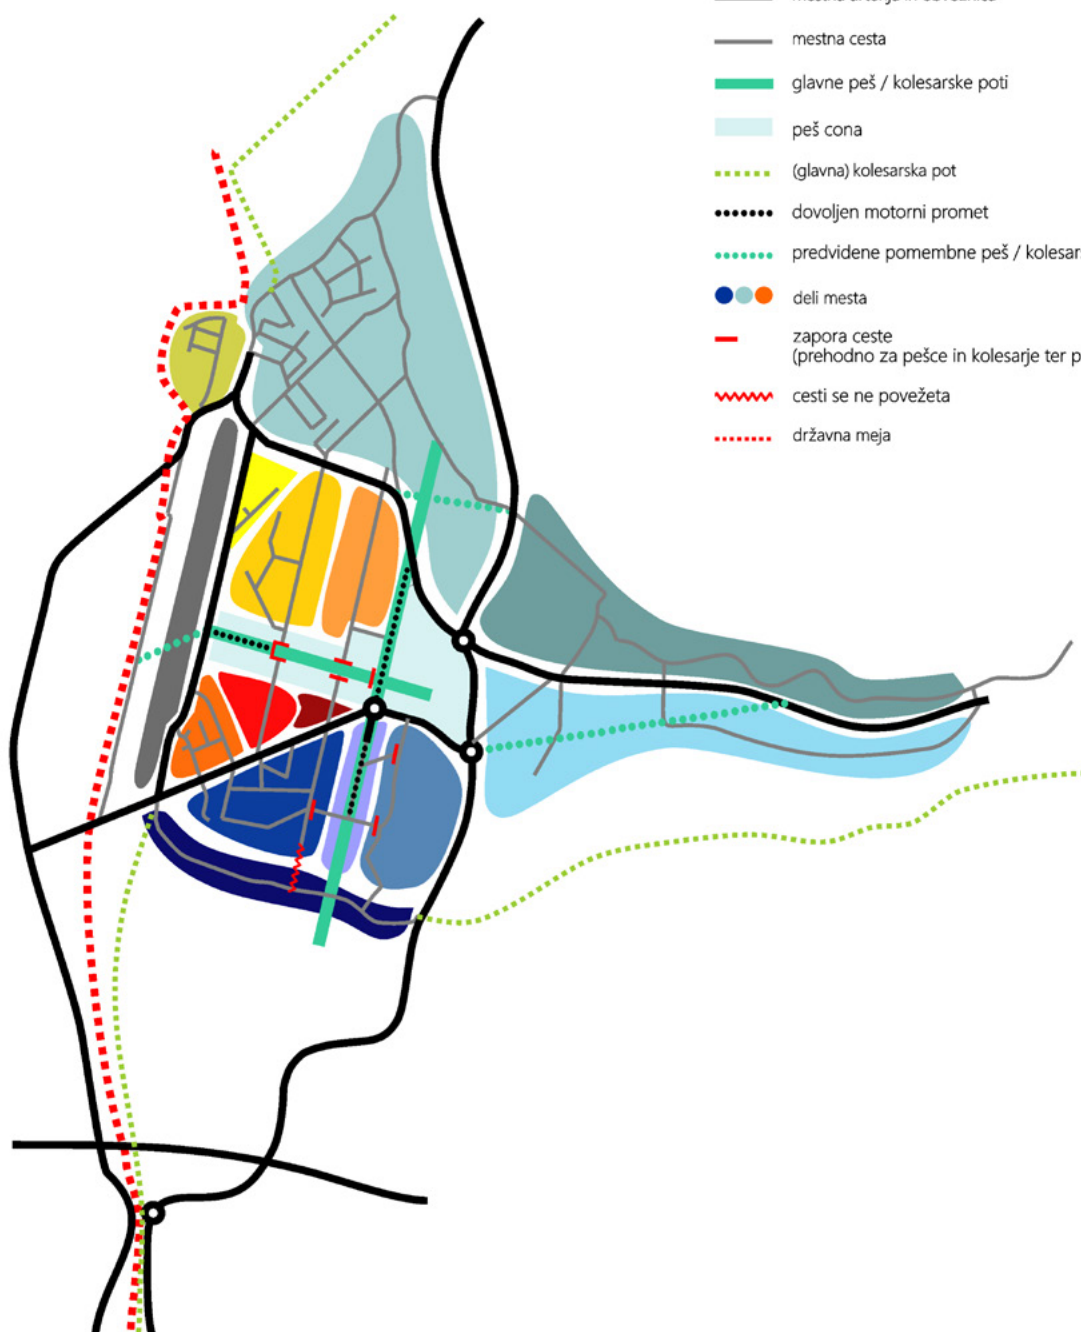 mestna cesta
glavne peš / kolesarske poti
peš cona
(glavna) kolesarska pot
dovoljen motorni promet
predvidene pomembne peš / kolesars
deli mesta
zapora ceste
(prehodno za pešce in kolesarje ter p
cesti se ne povežeta
državna meja